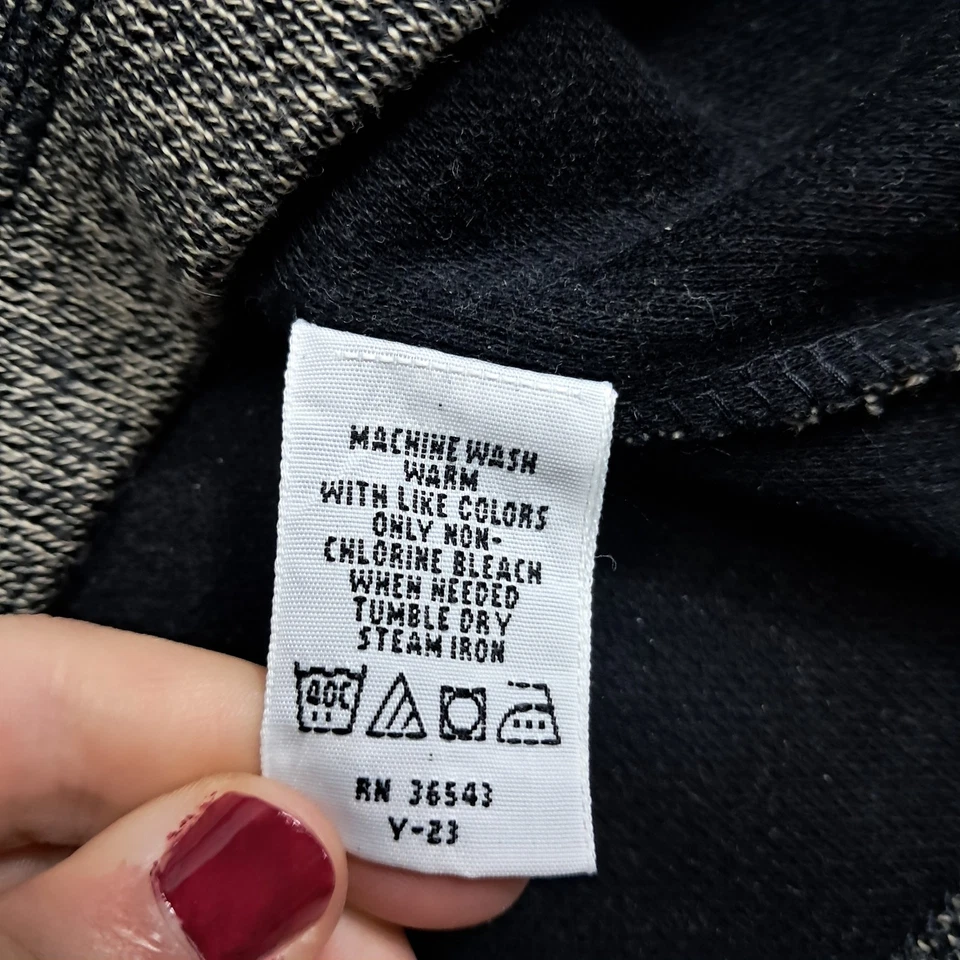 MACHINE WASH
WARM
WITH LIKE COLORS
ONLY NON-
CHLORINE BLEACH
WHEN NEEDED
TUMBLE DRY
STEAM IRON
40C
RN 36543
Y-23